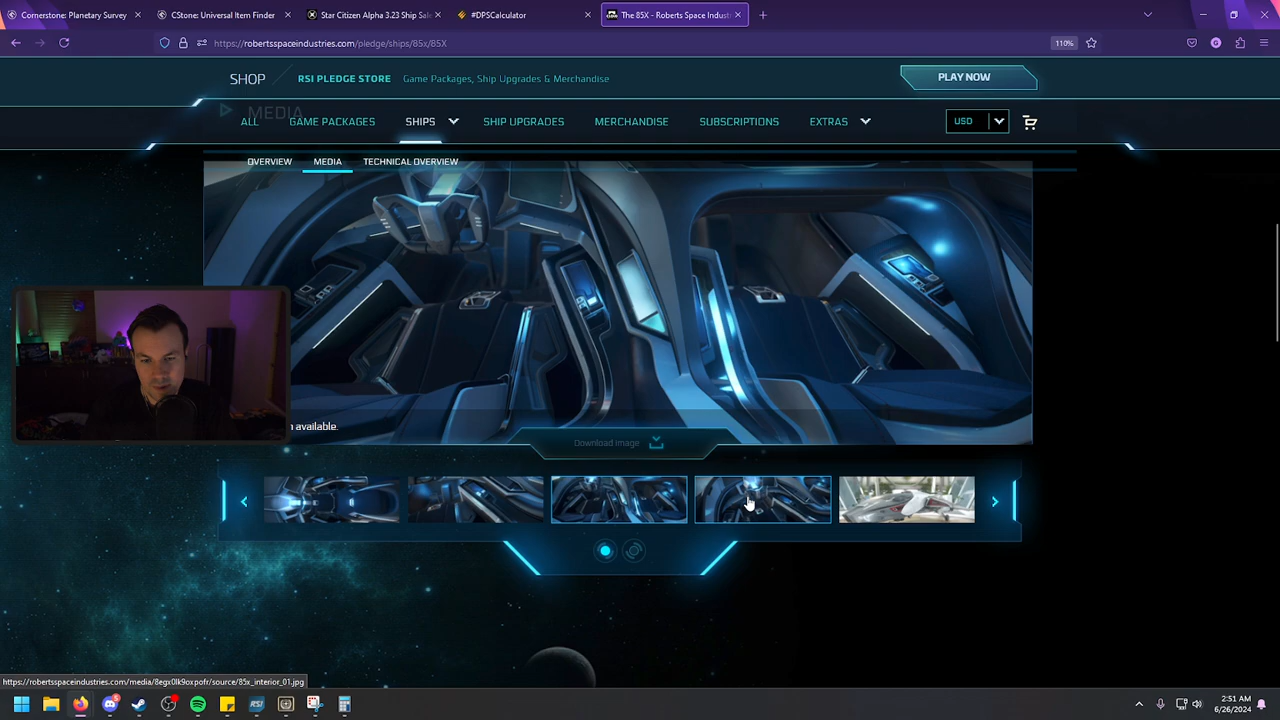 Cornerstone: Planetary Survey
CStone: Universal Item Finder
Star Citizen Alpha 3.23 Ship Sale
#DPSCalculator
The 85X - Roberts Space Indust
https://robertsspaceindustries.com/pledge/ships/85x/85X
110%
SHOP
RSI PLEDGE STORE
Game Packages, Ship Upgrades & Merchandise
PLAY NOW
MEDIA
ALL
GAME PACKAGES
SHIPS
SHIP UPGRADES
MERCHANDISE
SUBSCRIPTIONS
EXTRAS
USD
OVERVIEW
MEDIA
TECHNICAL OVERVIEW
available.
Download Image
https://robertsspaceindustries.com/media/8egx0lk9oxpofr/source/85x_interior_01.jpg
RSI
2:51 AM
6/26/2024